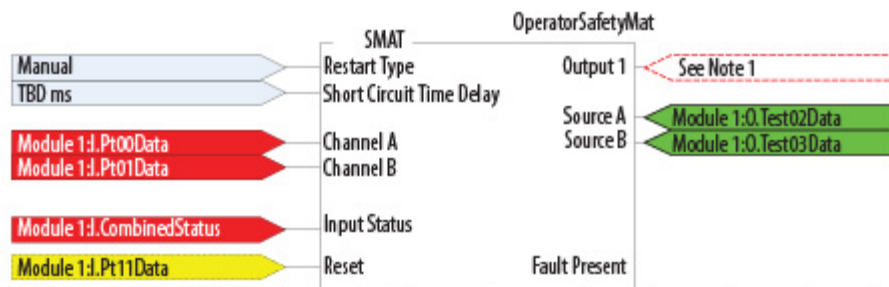 OperatorSafetyMat
SMAT
Manual
Restart Type
Output 1
See Note 1
TBD ms
Short Circuit Time Delay
Source A
Module 1:O.Test02Data
Module 1:I.Pt00Data
Channel A
Source B
Module 1:O.Test03Data
Module 1:I.Pt01Data
Channel B
Module 1:I.CombinedStatus
Input Status
Module 1:I.Pt11Data
Reset
Fault Present